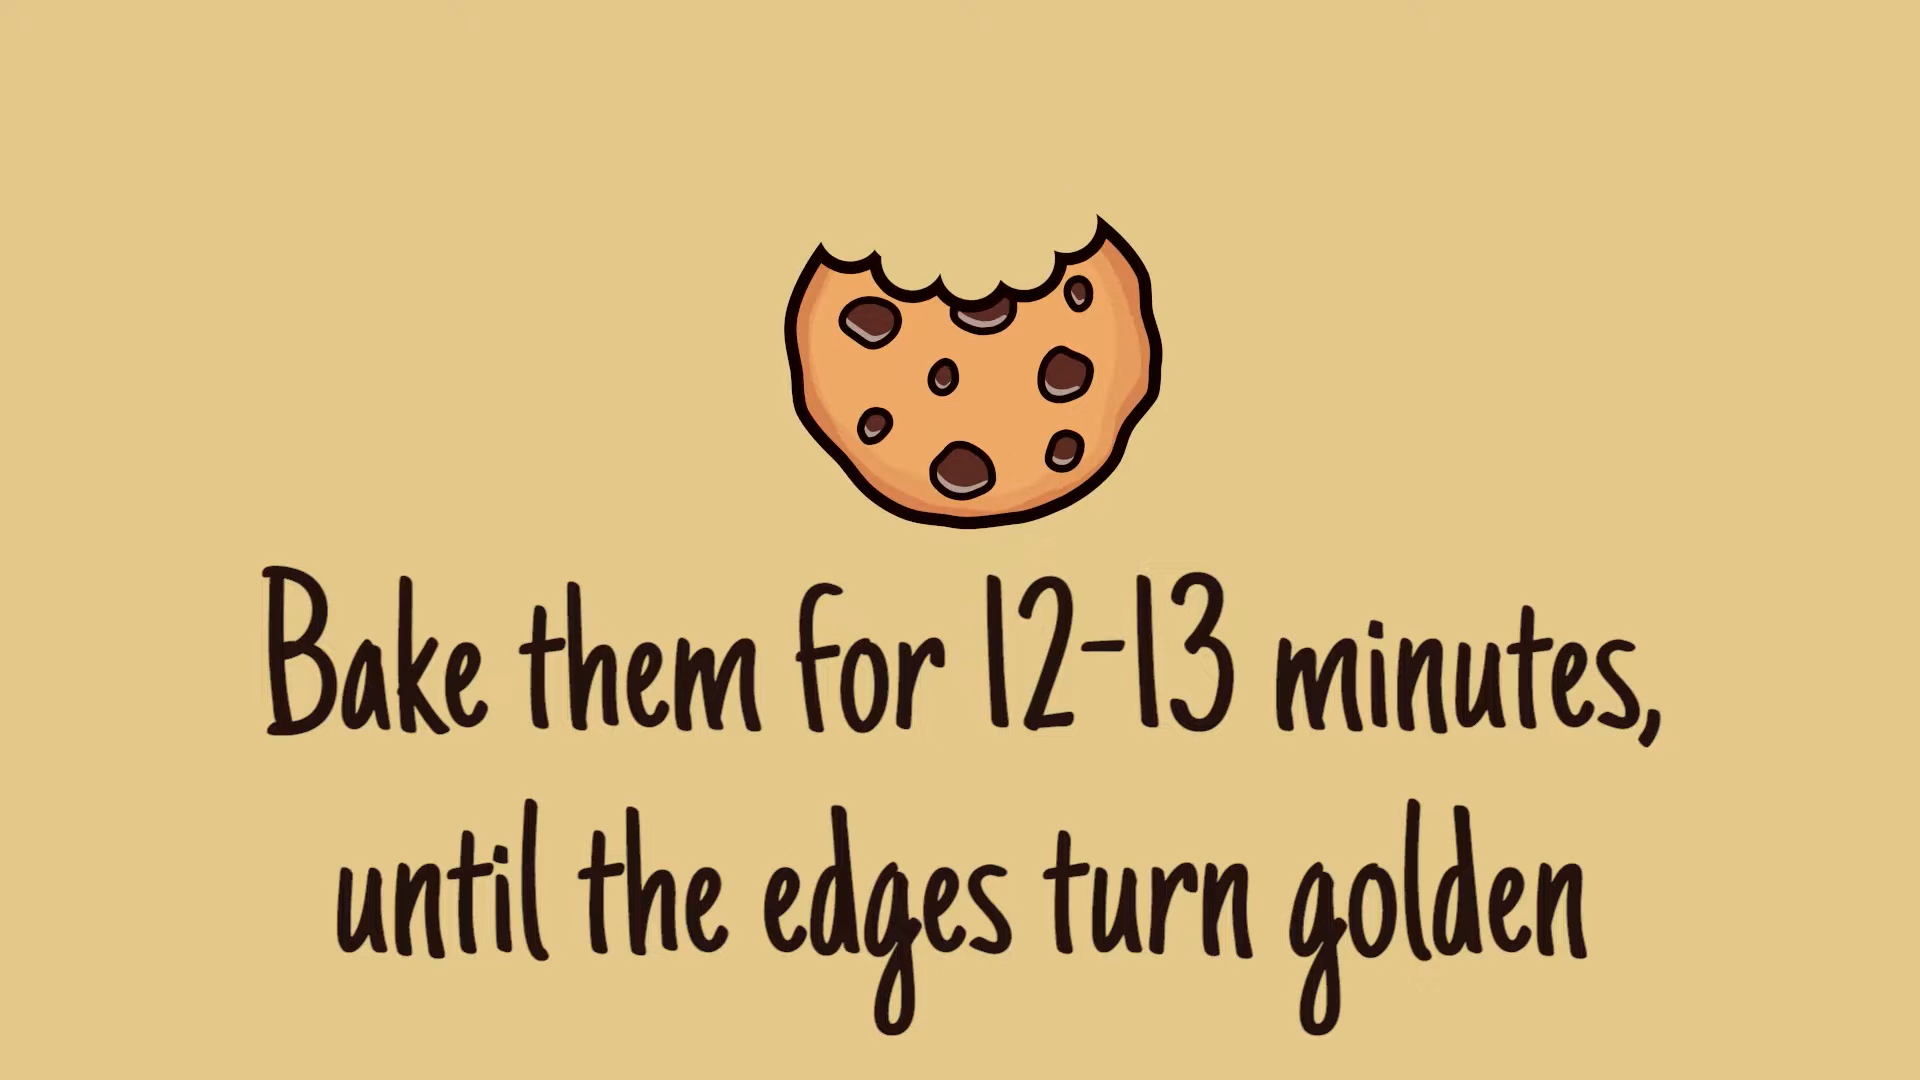 Bake them for 12-13 minutes,
until the edges turn golden